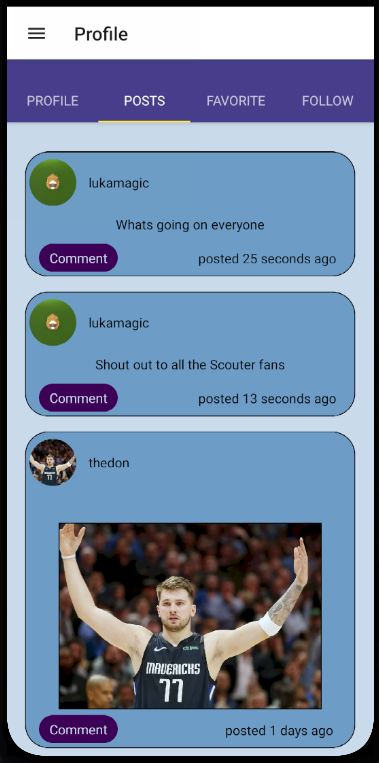 Profile
PROFILE
POSTS
FAVORITE
FOLLOW
lukamagic
Whats going on everyone
Comment
posted 25 seconds ago
lukamagic
Shout out to all the Scouter fans
Comment
posted 13 seconds ago
thedon
MAVERICKS
77
Comment
posted 1 days ago